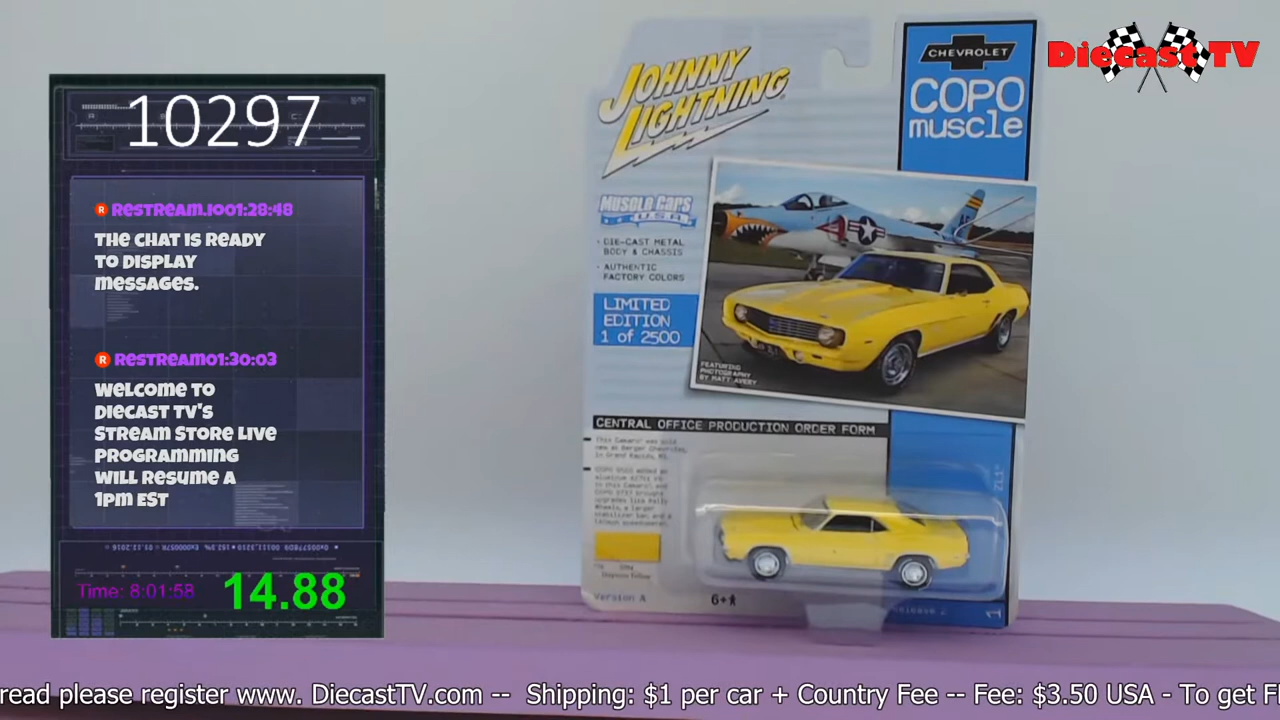 10297
Restream.io01:28:48
The chat is ready
to display
messages.
Restream01:30:03
Welcome to
Diecast TV's
Stream Store Live
programming
will resume a
1pm EST
Time: 8:01:58
14.88
JOHNNY
LIGHTNING
MUSCLE CARS
U.S.A.
• DIE-CAST METAL
BODY & CHASSIS
• AUTHENTIC
FACTORY COLORS
LIMITED
EDITION
1 of 2500
CHEVROLET
COPO
muscle
FEATURING
PHOTOGRAPHY
BY MATT AVERY
CENTRAL OFFICE PRODUCTION ORDER FORM
Version A
6+
ZL1
Release 2
1
Diecast TV
read please register www. DiecastTV.com -- Shipping: $1 per car + Country Fee -- Fee: $3.50 USA - To get F